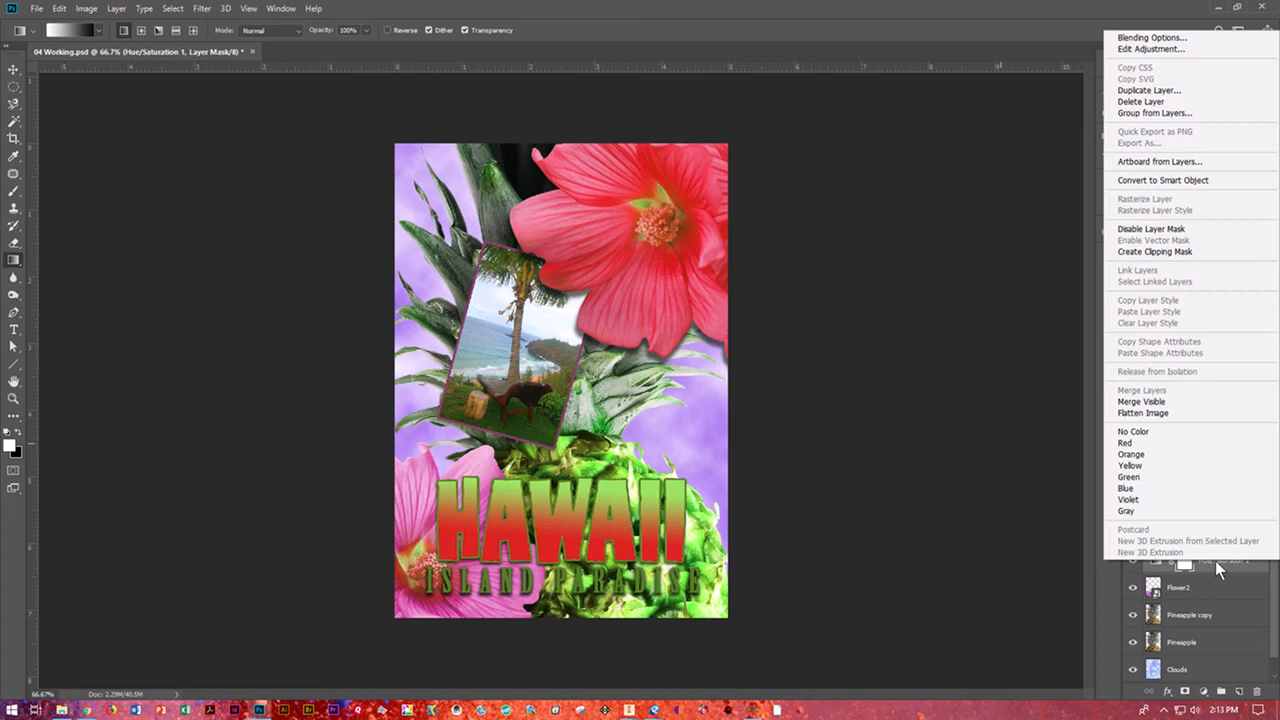 File Edit Image Layer Type Select Filter 3D View Window Help
Mode: Normal Opacity: 100% Reverse Dither Transparency
04 Working.psd @ 66.7% (Hue/Saturation 1, Layer Mask/8) *
Blending Options...
Edit Adjustment...
Copy CSS
Copy SVG
Duplicate Layer...
Delete Layer
Group from Layers...
Quick Export as PNG
Export As...
Artboard from Layers...
Convert to Smart Object
Rasterize Layer
Rasterize Layer Style
Disable Layer Mask
Enable Vector Mask
Create Clipping Mask
Link Layers
Select Linked Layers
Copy Layer Style
Paste Layer Style
Clear Layer Style
Copy Shape Attributes
Paste Shape Attributes
Release from Isolation
Merge Layers
Merge Visible
Flatten Image
No Color
Red
Orange
Yellow
Green
Blue
Violet
Gray
Postcard
New 3D Extrusion from Selected Layer
New 3D Extrusion
HAWAII
ISLAND PARADISE
Flower2
Pineapple copy
Pineapple
Clouds
66.67% Doc: 2.29M/40.5M
2:13 PM